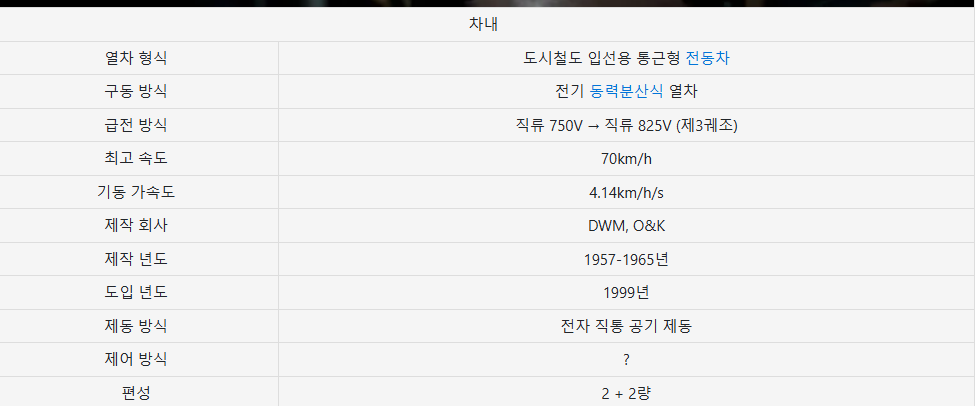 차내
열차 형식 도시철도 입선용 통근형 전동차
구동 방식 전기 동력분산식 열차
급전 방식 직류 750V → 직류 825V (제3궤조)
최고 속도 70km/h
기동 가속도 4.14km/h/s
제작 회사 DWM, O&K
제작 년도 1957-1965년
도입 년도 1999년
제동 방식 전자 직통 공기 제동
제어 방식 ?
편성 2 + 2량